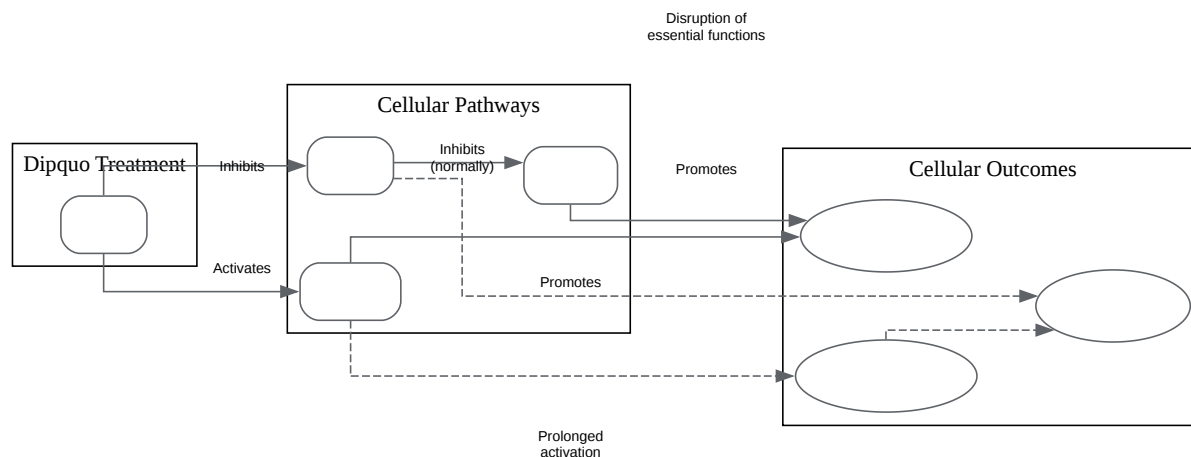 Disruption of
essential functions
Cellular Pathways
Dipquo Treatment
Inhibits
Inhibits
(normally)
Promotes
Cellular Outcomes
Activates
Promotes
Prolonged
activation